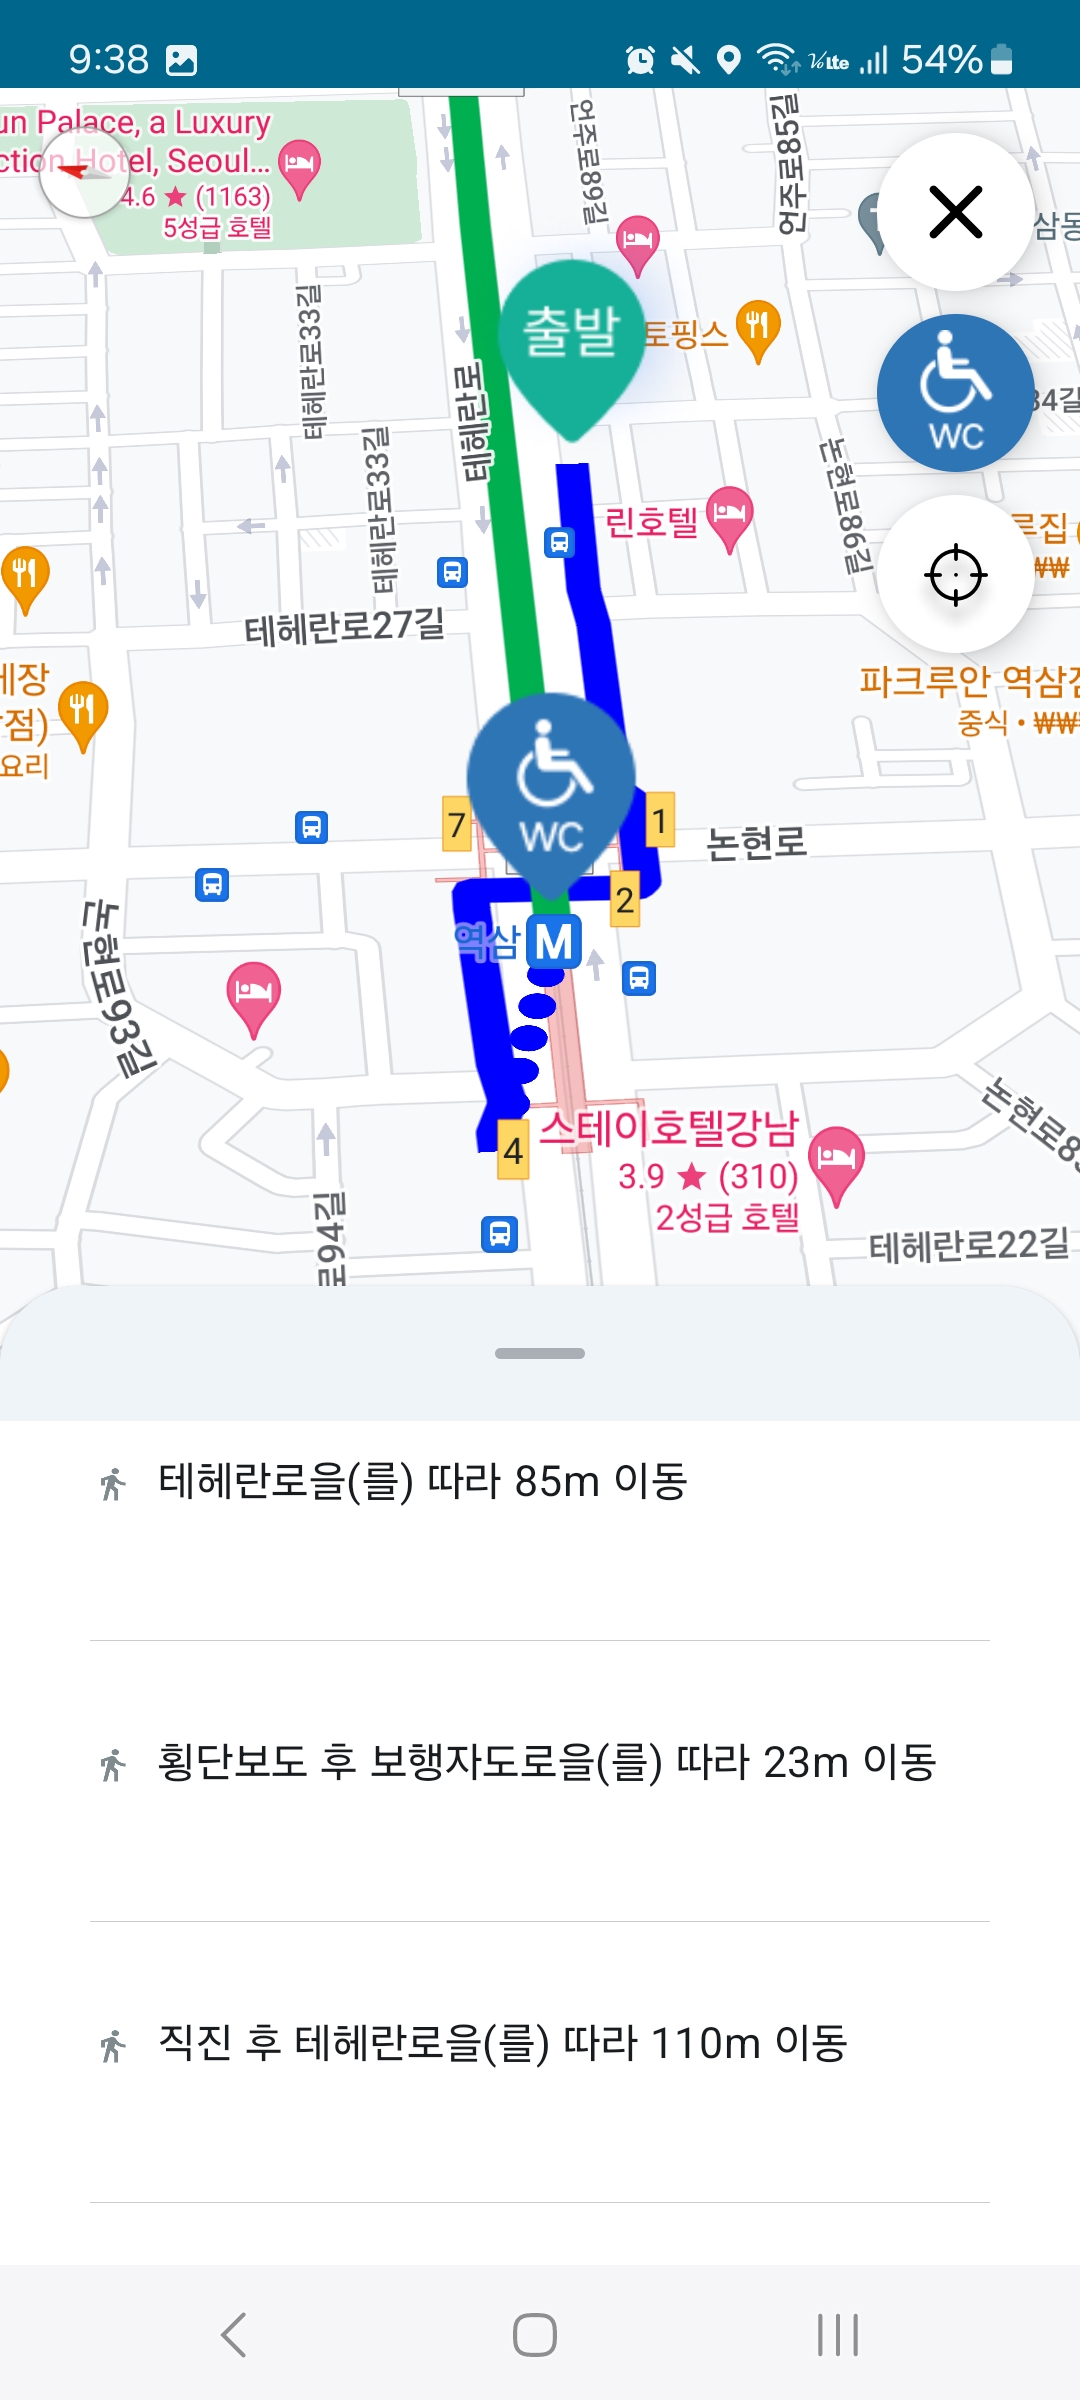 9:38
VoLte
54%
un Palace, a Luxury
ction Hotel, Seoul...
4.6 ★ (1163)
5성급 호텔
언주로89길
언주로85길
삼동
출발
토핑스
WC
34길
테헤란로33길
테헤란로
테헤란로33길
린호텔
논현로86길
루집
₩₩
테헤란로27길
파크루안 역삼점
중식 • ₩₩
점)
요리
7
WC
1
논현로
2
역삼
M
논현로93길
4
스테이호텔강남
3.9 ★ (310)
2성급 호텔
로94길
테헤란로22길
테헤란로을(를) 따라 85m 이동
횡단보도 후 보행자도로을(를) 따라 23m 이동
직진 후 테헤란로을(를) 따라 110m 이동